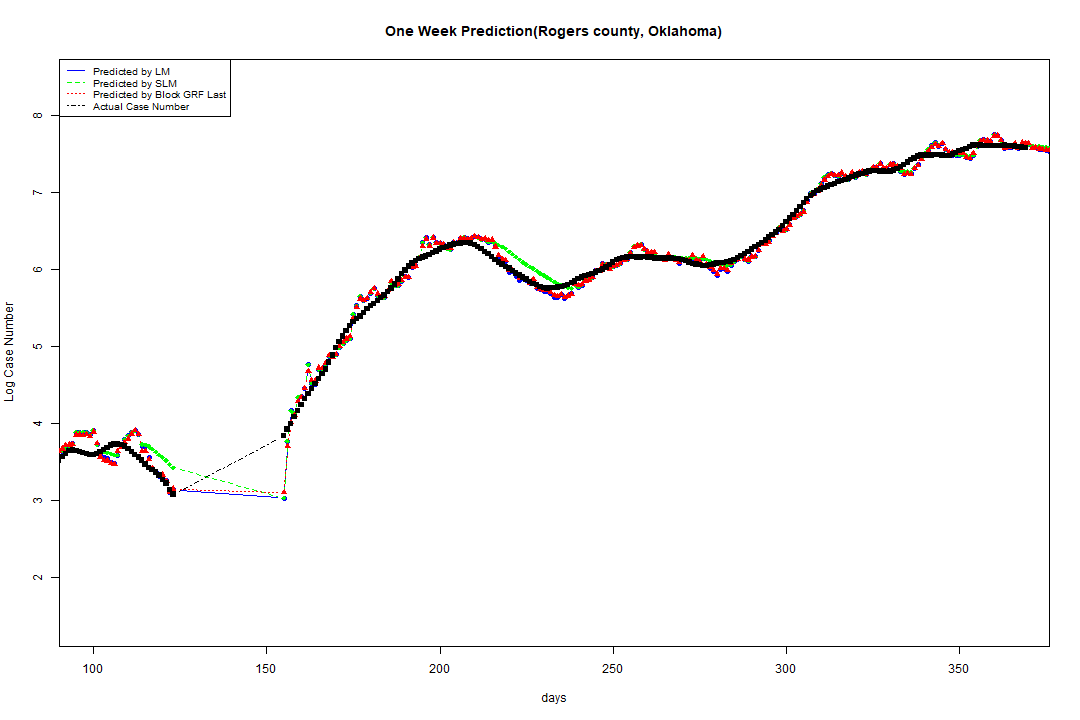 One Week Prediction(Rogers county, Oklahoma)
Predicted by LM
Predicted by SLM
Predicted by Block GRF Last
Actual Case Number
8
7
6
5
4
3
2
Log Case Number
100 150 200 250 300 350
days